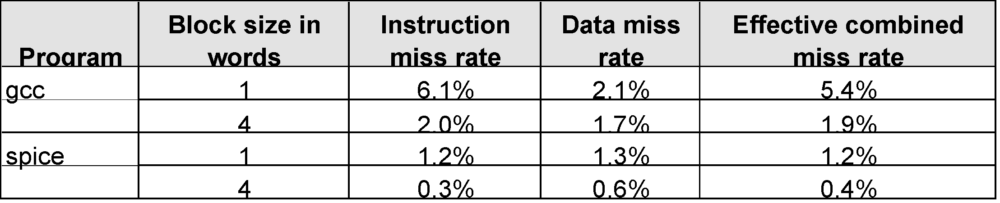 Program Block size in words Instruction miss rate Data miss rate Effective combined miss rate
gcc 1 6.1% 2.1% 5.4%
4 2.0% 1.7% 1.9%
spice 1 1.2% 1.3% 1.2%
4 0.3% 0.6% 0.4%